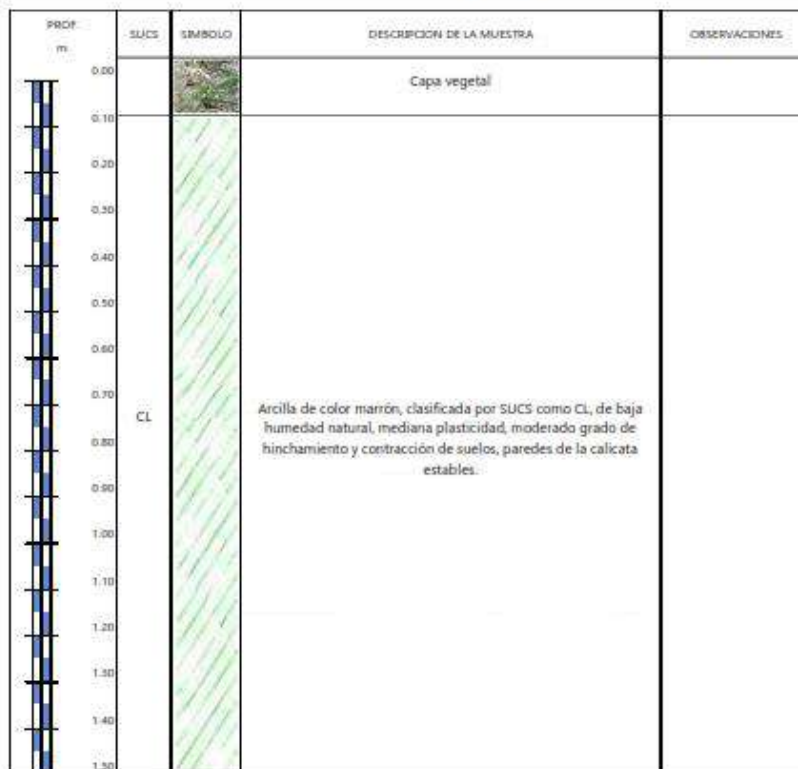 PROF. SUCS SIMBOLO DESCRIPCION DE LA MUESTRA OBSERVACIONES
m.
0.00
Capa vegetal
0.10
0.20
0.30
0.40
0.50
0.60
0.70
CL
Arcilla de color marrón, clasificada por SUCS como CL, de baja
humedad natural, mediana plasticidad, moderado grado de
hinchamiento y contracción de suelos, paredes de la calicata
estables.
0.80
0.90
1.00
1.10
1.20
1.30
1.40
1.50